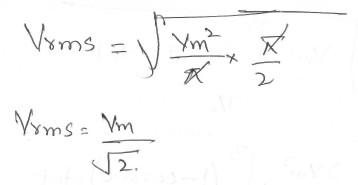 Vrms = √(Vm²/π × π/2)
Vrms = Vm/√2.